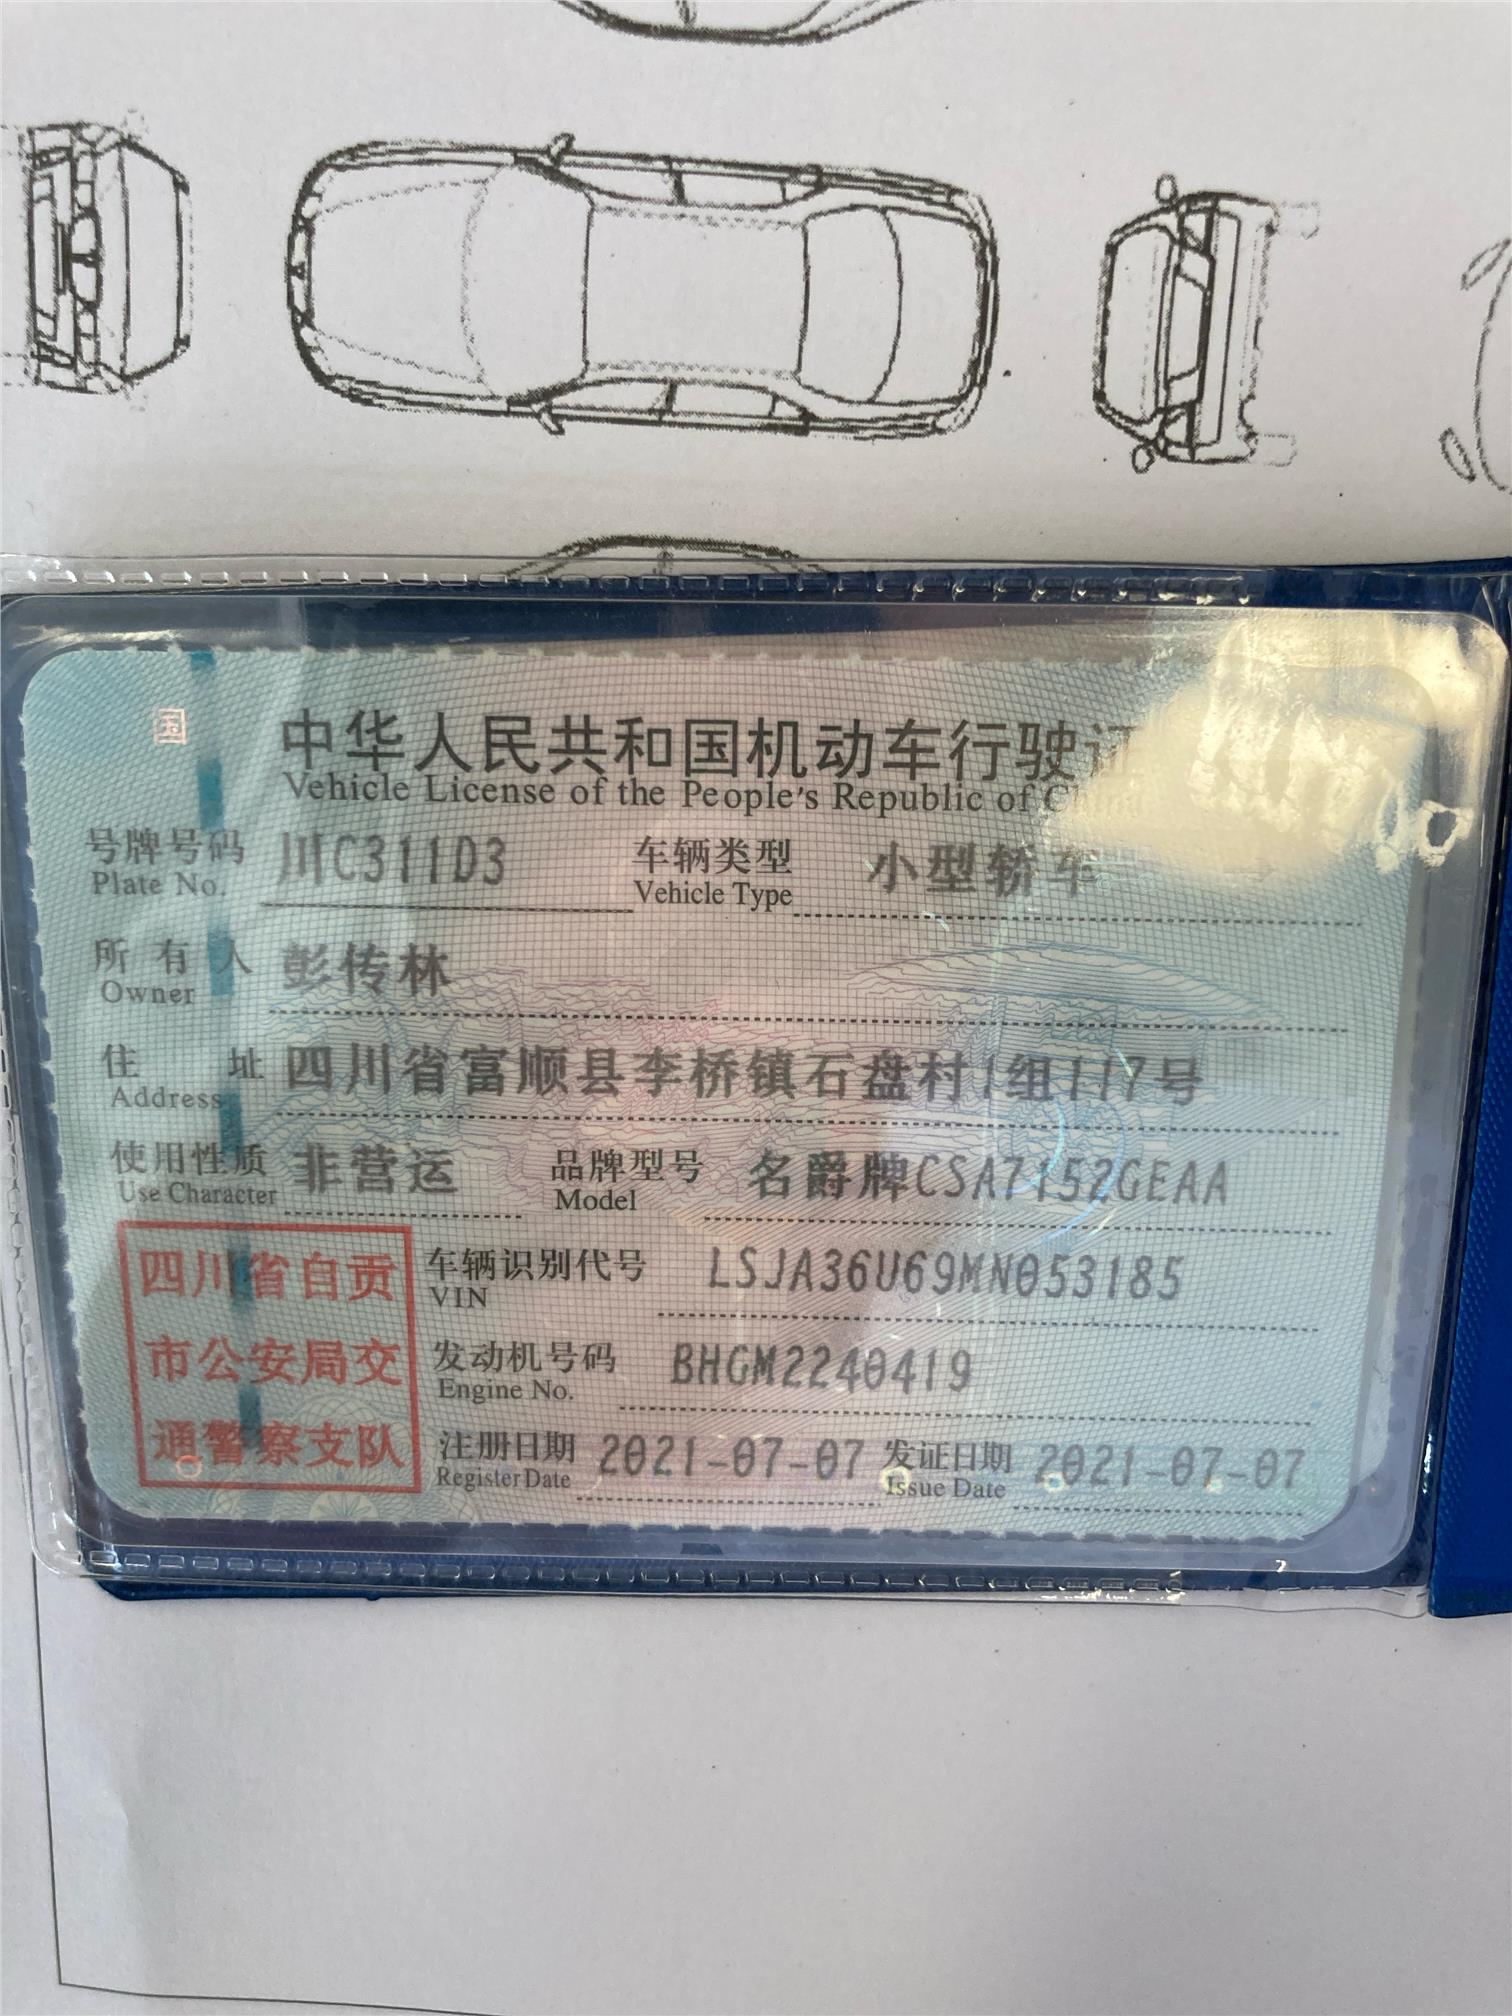 国
中华人民共和国机动车行驶证
Vehicle License of the People's Republic of China
号牌号码 川C311D3 车辆类型 小型轿车
Plate No. Vehicle Type
所有人 彭传林
Owner
住址 四川省富顺县李桥镇石盘村1组117号
Address
使用性质 非营运 品牌型号 名爵牌CSA7152GEAA
Use Character Model
四川省自贡
市公安局交
通警察支队
车辆识别代号 LSJA36U69MN053185
VIN
发动机号码 BHGM2240419
Engine No.
注册日期 2021-07-07 发证日期 2021-07-07
Register Date Issue Date